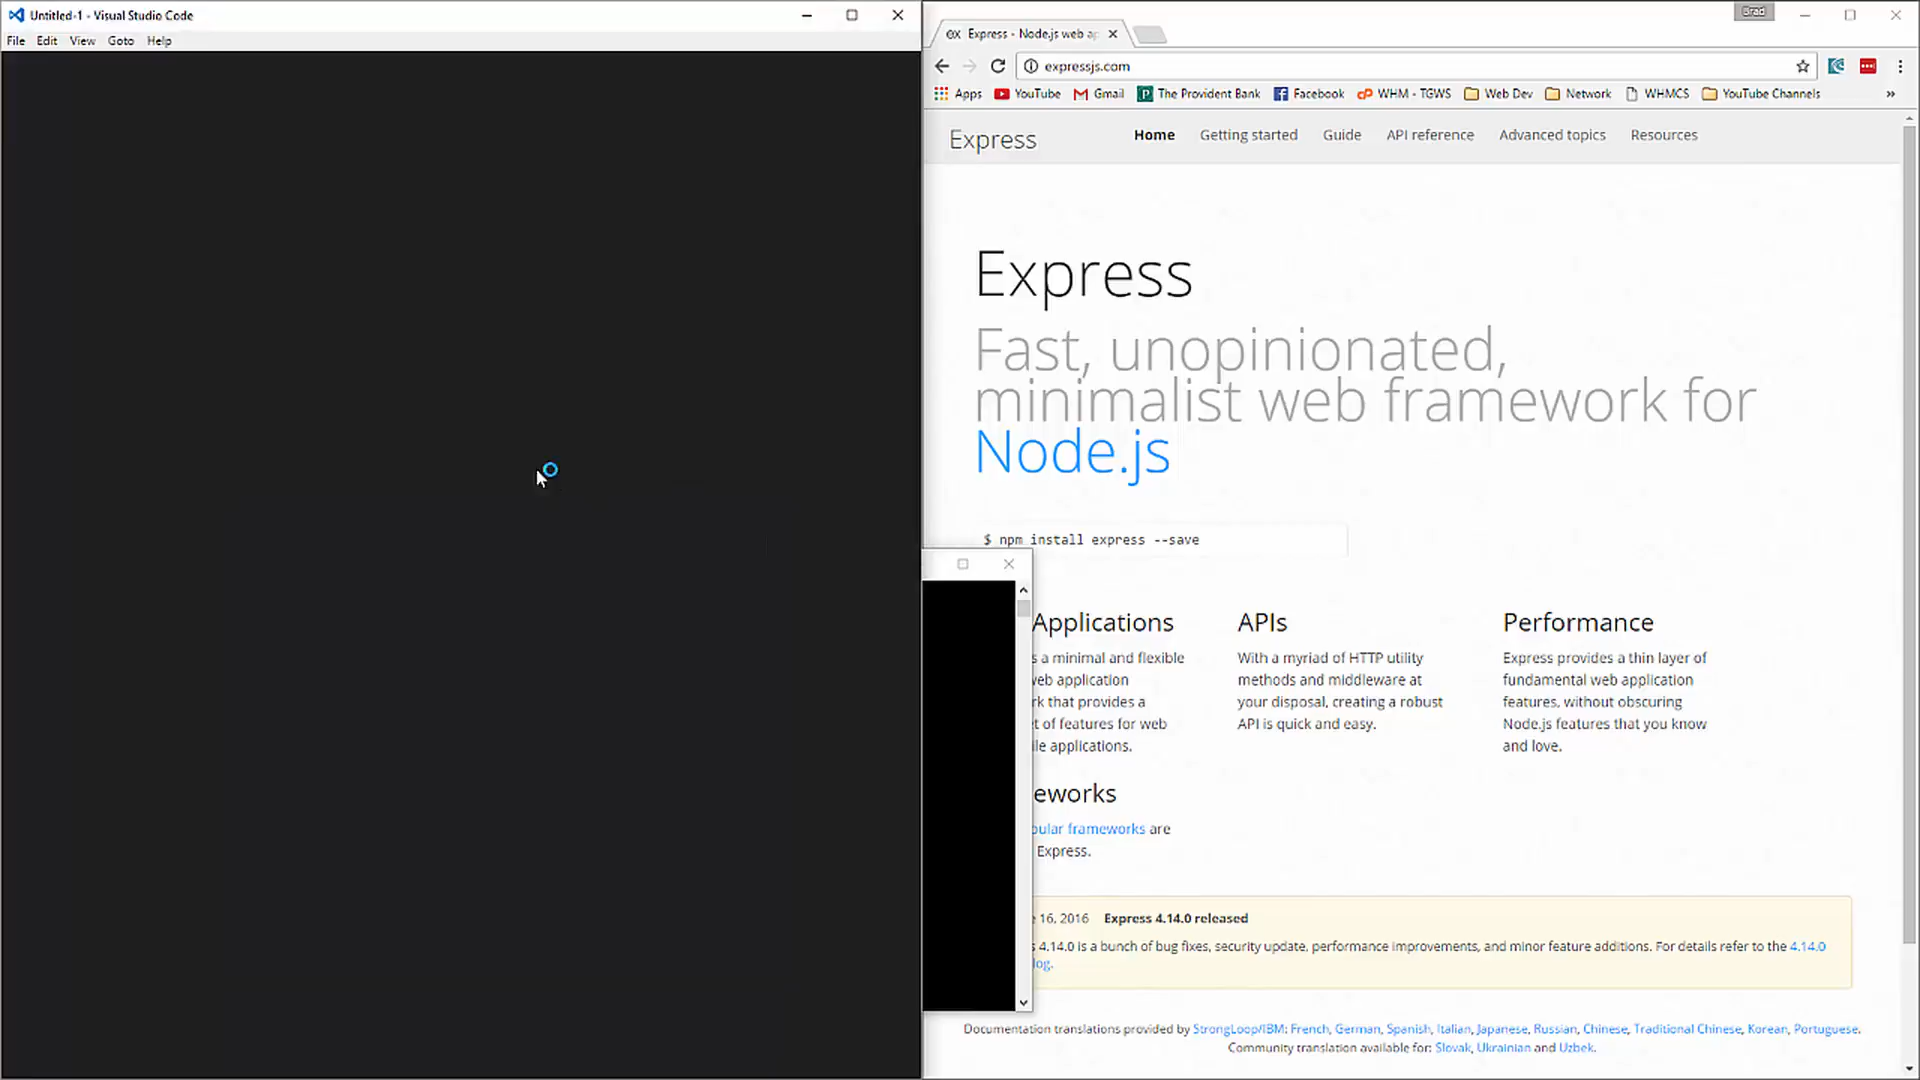 Untitled-1 - Visual Studio Code
File Edit View Goto Help
Brad
Express - Node.js web ap
expressjs.com
Apps YouTube Gmail The Provident Bank Facebook WHM - TGWS Web Dev Network WHMCS YouTube Channels »
Express Home Getting started Guide API reference Advanced topics Resources
Express
Fast, unopinionated,
minimalist web framework for
Node.js
$ npm install express --save
Applications
s a minimal and flexible
eb application
rk that provides a
t of features for web
ile applications.
APIs
With a myriad of HTTP utility
methods and middleware at
your disposal, creating a robust
API is quick and easy.
Performance
Express provides a thin layer of
fundamental web application
features, without obscuring
Node.js features that you know
and love.
eworks
ular frameworks are
Express.
e 16, 2016 Express 4.14.0 released
s 4.14.0 is a bunch of bug fixes, security update, performance improvements, and minor feature additions. For details refer to the 4.14.0
log.
Documentation translations provided by StrongLoop/IBM: French, German, Spanish, Italian, Japanese, Russian, Chinese, Traditional Chinese, Korean, Portuguese.
Community translation available for: Slovak, Ukrainian and Uzbek.